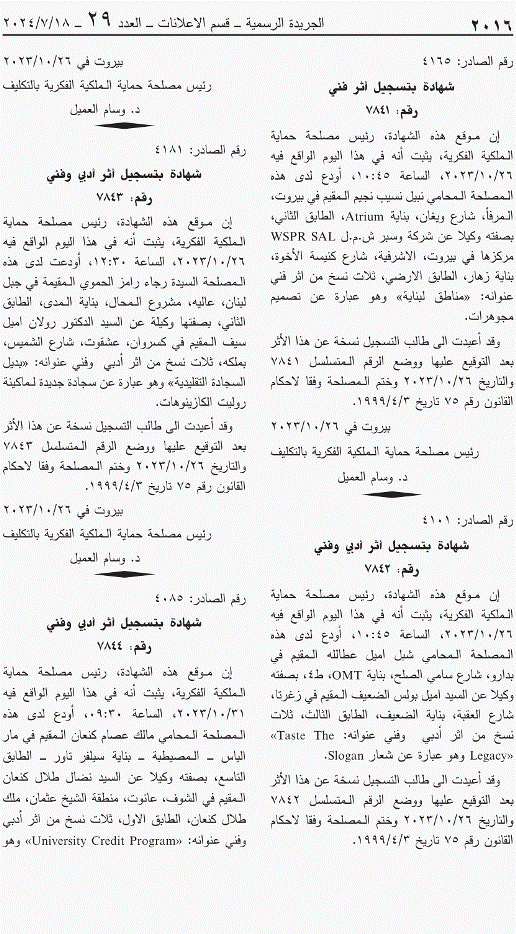 ٢٠١٦
الجريدة الرسمية ــ قسم الاعلانات ــ العدد ٢٩ ــ ٢٠٢٤/٧/١٨
رقم الصادر: ٤١٦٥
شهادة بتسجيل أثر فني
رقم: ٧٨٤١
إن موقع هذه الشهادة، رئيس مصلحة حماية
الملكية الفكرية، يثبت أنه في هذا اليوم الواقع فيه
٢٠٢٣/١٠/٢٦، الساعة ١٠:٤٥، أودع لدى هذه
المصلحة المحامي نبيل نسيب نجيم المقيم في بيروت،
المرفأ، شارع ويغان، بناية Atrium، الطابق الثاني،
بصفته وكيلا عن شركة وسبر ش.م.ل WSPR SAL
مركزها في بيروت، الاشرفية، شارع كنيسة الأخوة،
بناية زهار، الطابق الارضي، ثلاث نسخ من اثر فني
عنوانه: «مناطق لبناية» وهو عبارة عن تصميم
مجوهرات.
وقد أعيدت الى طالب التسجيل نسخة عن هذا الأثر
بعد التوقيع عليها ووضع الرقم المتسلسل ٧٨٤١
والتاريخ ٢٠٢٣/١٠/٢٦ وختم المصلحة وفقا لاحكام
القانون رقم ٧٥ تاريخ ١٩٩٩/٤/٣.
بيروت في ٢٠٢٣/١٠/٢٦
رئيس مصلحة حماية الملكية الفكرية بالتكليف
د. وسام العميل
رقم الصادر: ٤١٠١
شهادة بتسجيل أثر أدبي وفني
رقم: ٧٨٤٢
إن موقع هذه الشهادة، رئيس مصلحة حماية
الملكية الفكرية، يثبت أنه في هذا اليوم الواقع فيه
٢٠٢٣/١٠/٢٦، الساعة ١٠:٤٥، أودع لدى هذه
المصلحة المحامي شبل اميل عطالله المقيم في
بدارو، شارع سامي الصلح، بناية OMT، ط٤، بصفته
وكيلا عن السيد اميل بولس الضعيف المقيم في زغرتا،
شارع العقبة، بناية الضعيف، الطابق الثالث، ثلاث
نسخ من اثر أدبي وفني عنوانه: «Taste The
Legacy» وهو عبارة عن شعار Slogan.
وقد أعيدت الى طالب التسجيل نسخة عن هذا الأثر
بعد التوقيع عليها ووضع الرقم المتسلسل ٧٨٤٢
والتاريخ ٢٠٢٣/١٠/٢٦ وختم المصلحة وفقا لاحكام
القانون رقم ٧٥ تاريخ ١٩٩٩/٤/٣.
بيروت في ٢٠٢٣/١٠/٢٦
رئيس مصلحة حماية الملكية الفكرية بالتكليف
د. وسام العميل
رقم الصادر: ٤١٨١
شهادة بتسجيل أثر أدبي وفني
رقم: ٧٨٤٣
إن موقع هذه الشهادة، رئيس مصلحة حماية
الملكية الفكرية، يثبت أنه في هذا اليوم الواقع فيه
٢٠٢٣/١٠/٢٦، الساعة ١٢:٣٠، أودعت لدى هذه
المصلحة السيدة رجاء رامز الحموي المقيمة في جبل
لبنان، عاليه، مشروع المحال، بناية المدى، الطابق
الثاني، بصفتها وكيلة عن السيد الدكتور رولان اميل
سيف المقيم في كسروان، عشقوت، شارع الشميس،
بملكه، ثلاث نسخ من اثر أدبي وفني عنوانه: «بديل
السجادة التقليدية» وهو عبارة عن سجادة جديدة لماكينة
روليت الكازينوهات.
وقد أعيدت الى طالب التسجيل نسخة عن هذا الأثر
بعد التوقيع عليها ووضع الرقم المتسلسل ٧٨٤٣
والتاريخ ٢٠٢٣/١٠/٢٦ وختم المصلحة وفقا لاحكام
القانون رقم ٧٥ تاريخ ١٩٩٩/٤/٣.
بيروت في ٢٠٢٣/١٠/٢٦
رئيس مصلحة حماية الملكية الفكرية بالتكليف
د. وسام العميل
رقم الصادر: ٤٠٨٥
شهادة بتسجيل أثر أدبي وفني
رقم: ٧٨٤٤
إن موقع هذه الشهادة، رئيس مصلحة حماية
الملكية الفكرية، يثبت أنه في هذا اليوم الواقع فيه
٢٠٢٣/١٠/٣١، الساعة ٠٩:٣٠، أودع لدى هذه
المصلحة المحامي مالك عصام كنعان المقيم في مار
الياس ــ المصيطبة ــ بناية سيلفر تاور ــ الطابق
التاسع، بصفته وكيلا عن السيد نضال طلال كنعان
المقيم في الشوف، عانوت، منطقة الشيخ عثمان، ملك
طلال كنعان، الطابق الاول، ثلاث نسخ من اثر أدبي
وفني عنوانه: «University Credit Program» وهو